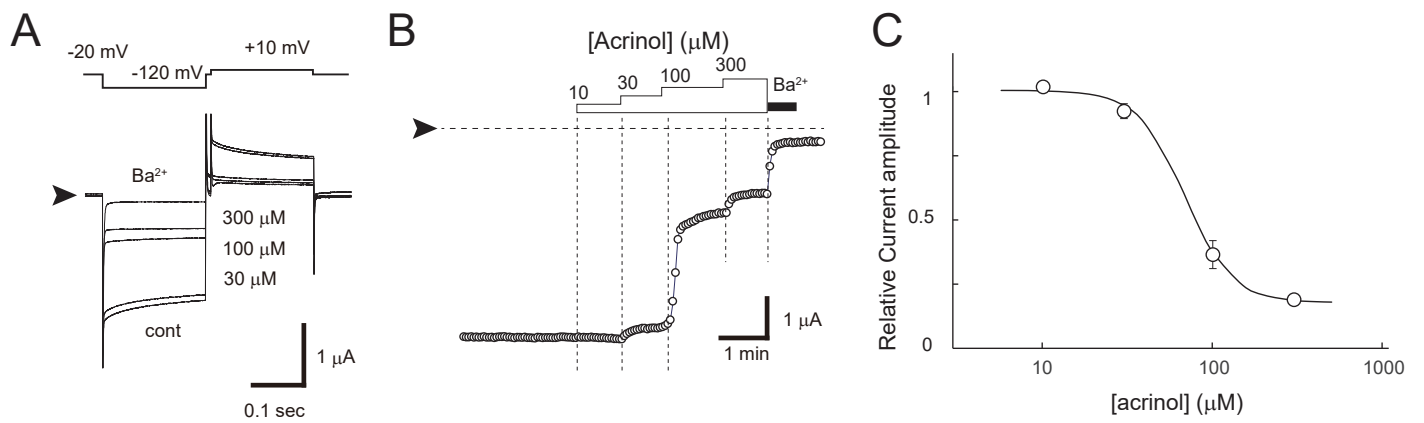 A
-20 mV
-120 mV
+10 mV
Ba²⁺
300 μM
100 μM
30 μM
cont
1 μA
0.1 sec
B
[Acrinol] (μM)
10
30
100
300
Ba²⁺
1 μA
1 min
C
Relative Current amplitude
1
0.5
0
10
100
1000
[acrinol] (μM)